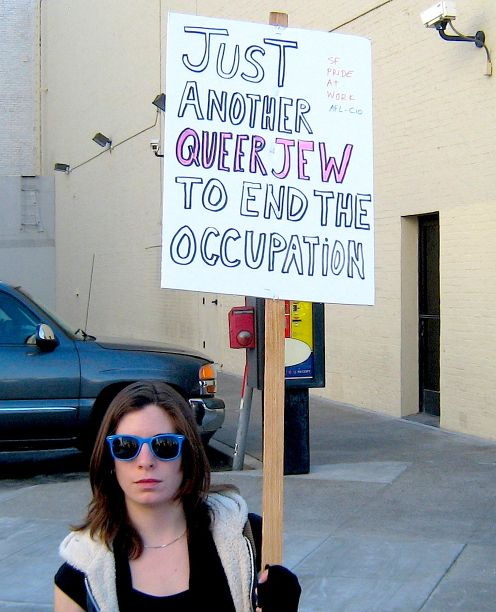 JUST
ANOTHER
QUEER JEW
TO END THE
OCCUPATION
SF
PRIDE
AT
WORK
AFL-CIO